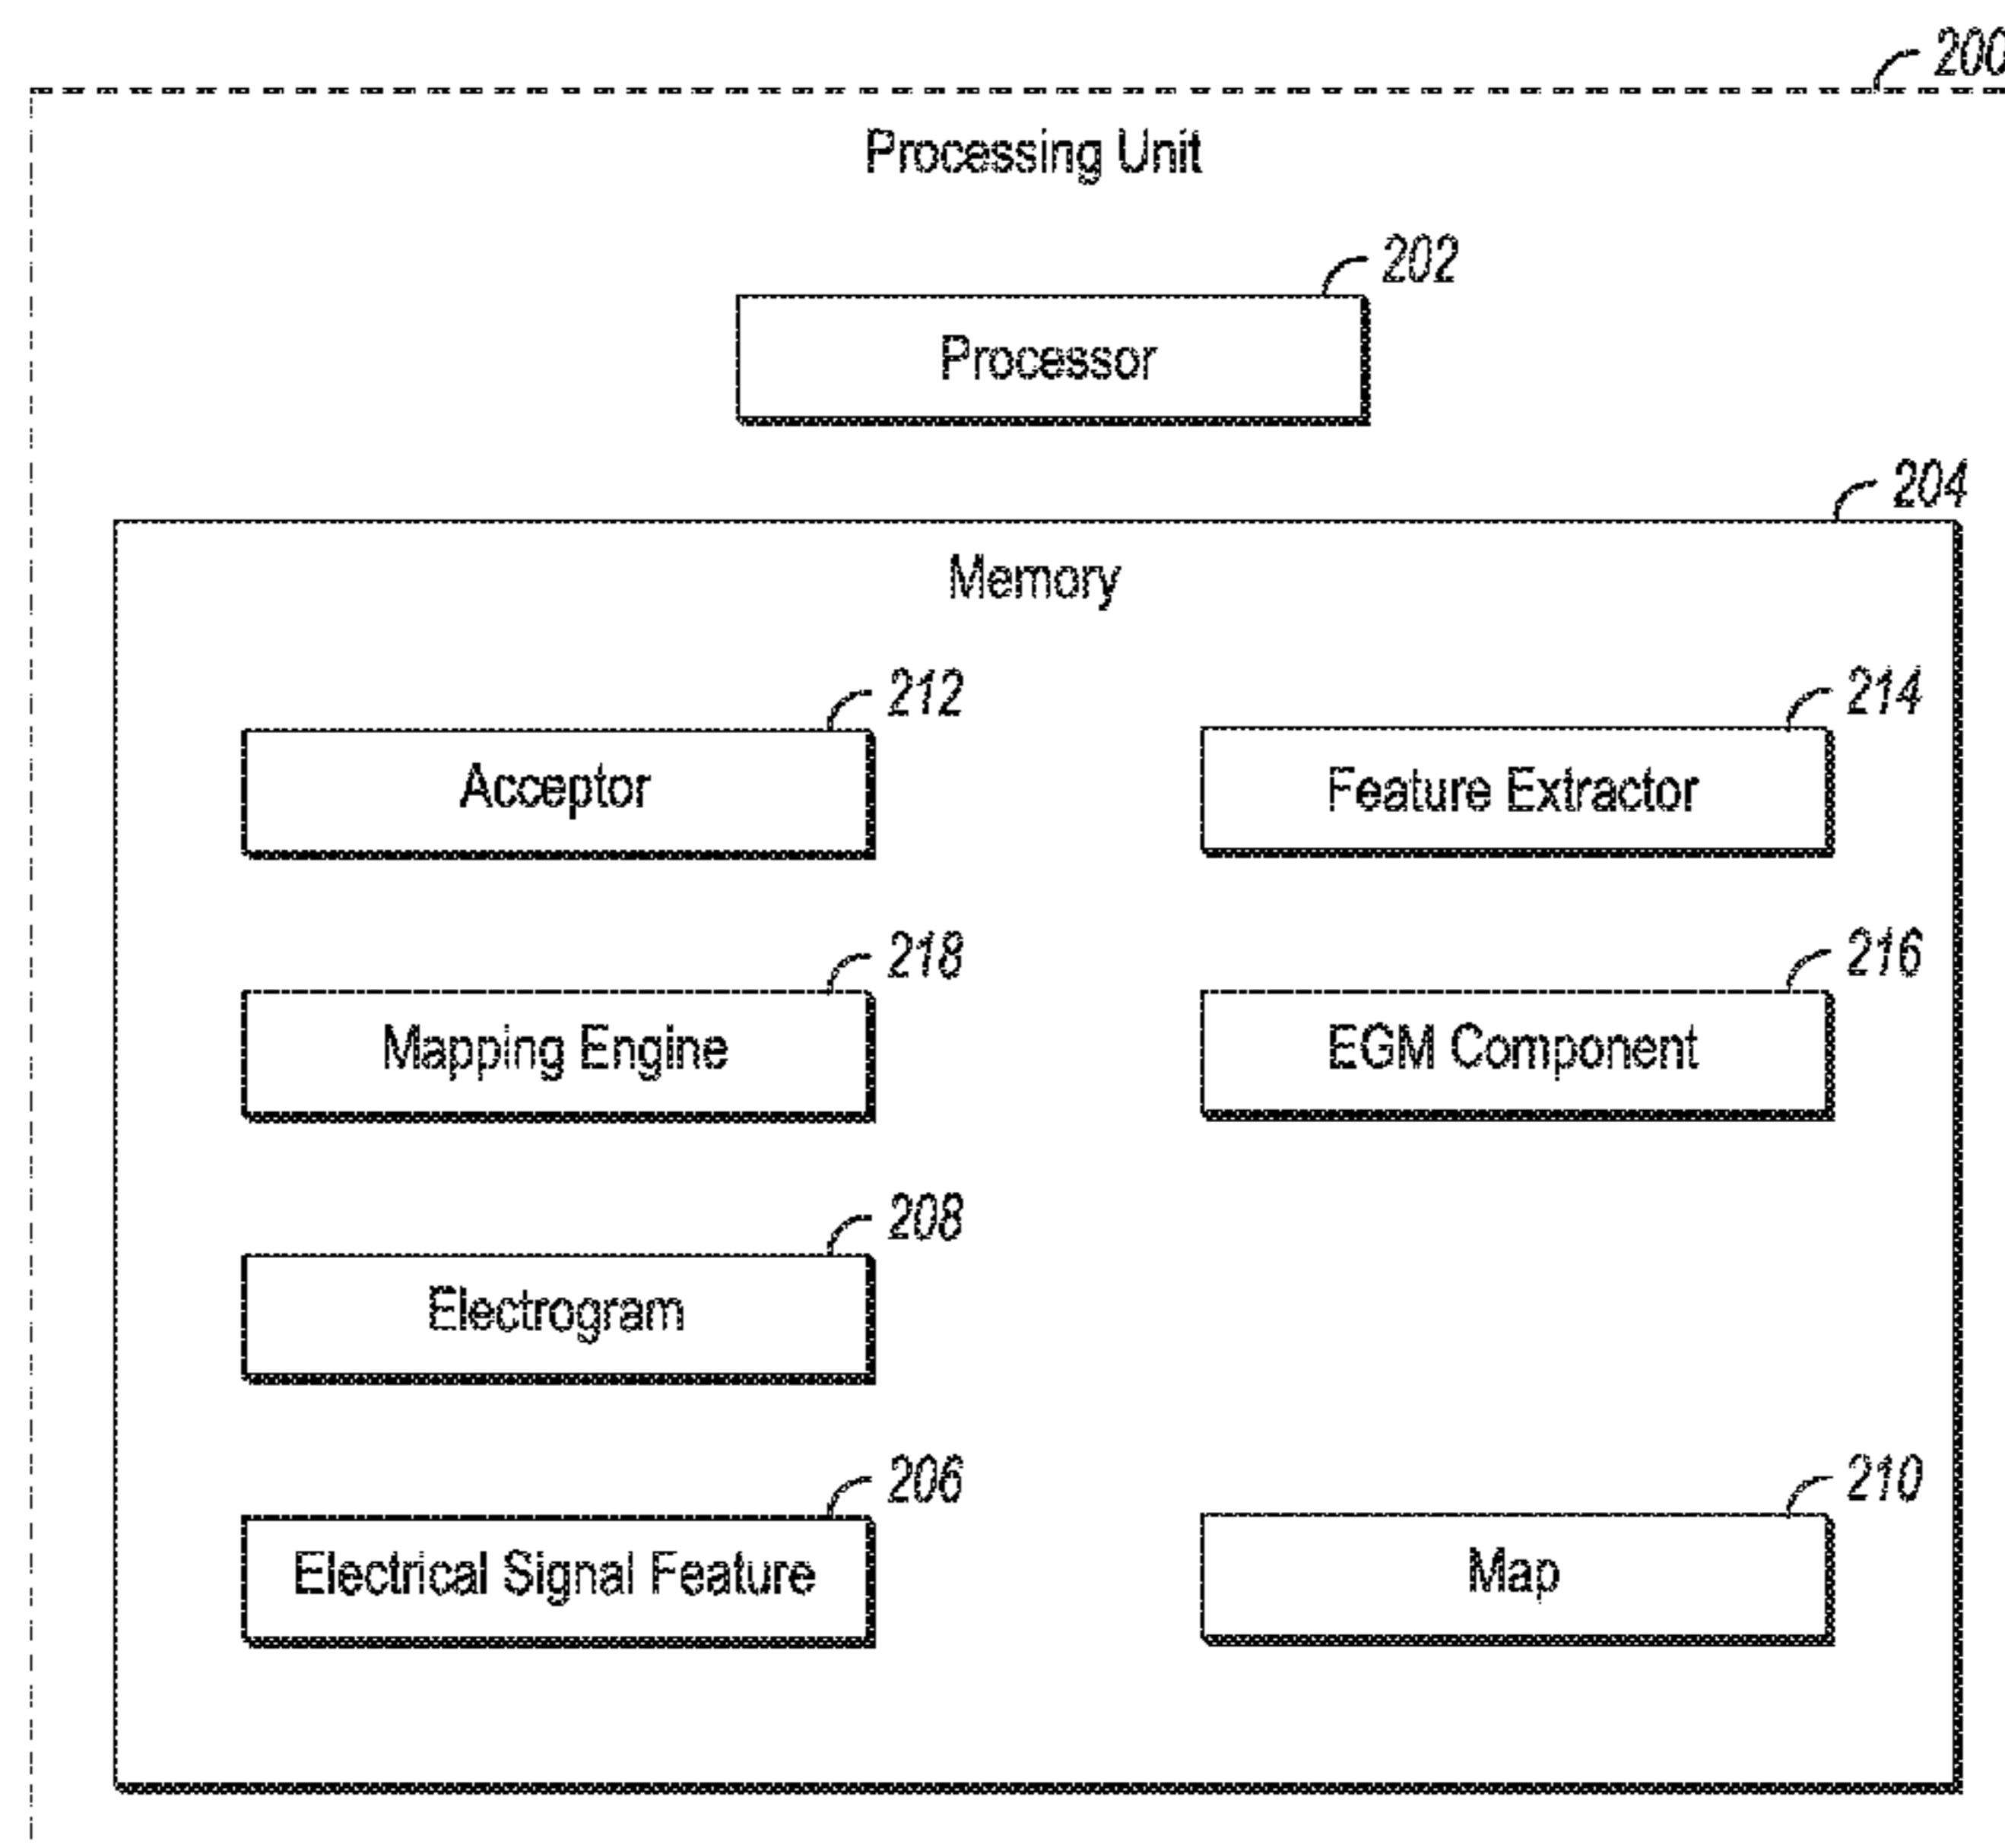 200
Processing Unit
202
Processor
204
Memory
212
Acceptor
214
Feature Extractor
218
Mapping Engine
216
EGM Component
208
Electrogram
206
Electrical Signal Feature
210
Map